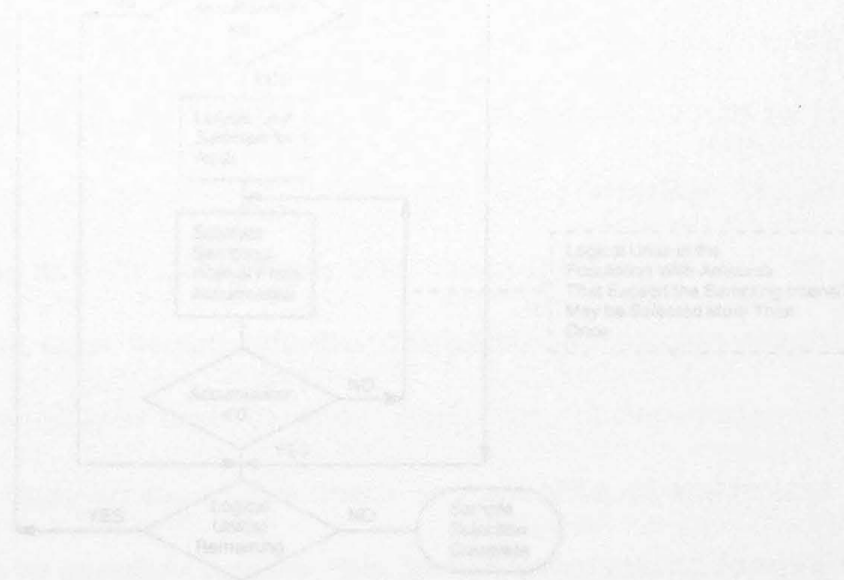 YES
Logical Unit
Sample for
Audit
Subtract
Sampling
Interval from
Accumulator
Logical Units in the
Population With Amounts
That Exceed the Sampling Interval
May be Selected More Than
Once
Accumulator
< 0
NO
YES
YES
Logical
Units
Remaining
NO
Sample
Selection
Complete